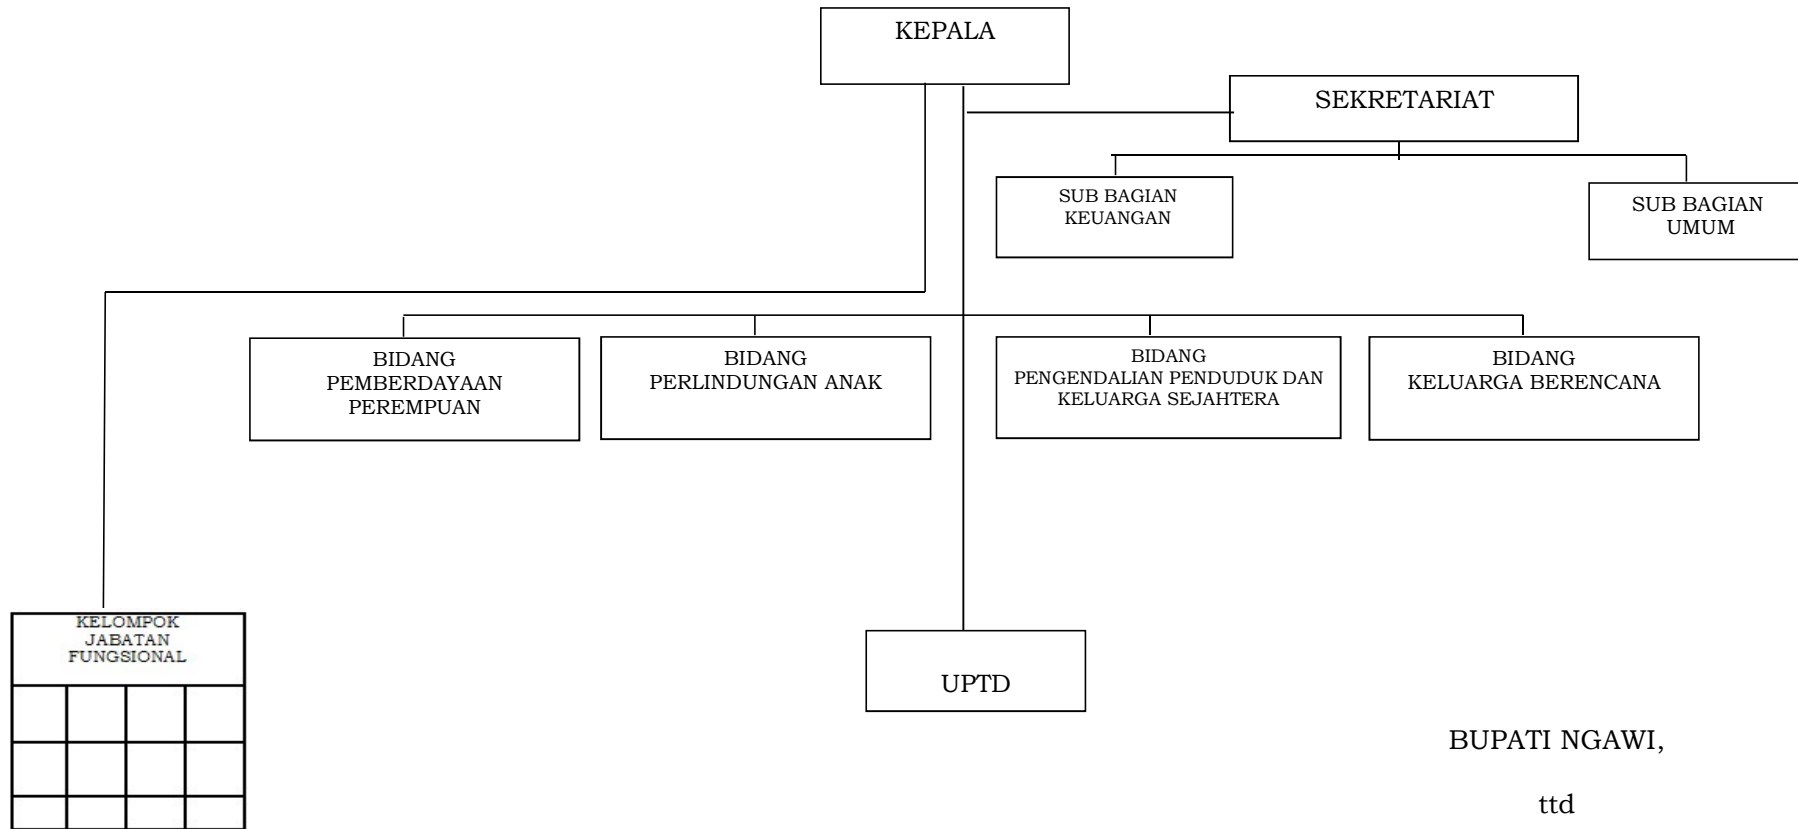 KEPALA
SEKRETARIAT
SUB BAGIAN
KEUANGAN
SUB BAGIAN
UMUM
BIDANG
PEMBERDAYAAN
PEREMPUAN
BIDANG
PERLINDUNGAN ANAK
BIDANG
PENGENDALIAN PENDUDUK DAN
KELUARGA SEJAHTERA
BIDANG
KELUARGA BERENCANA
KELOMPOK
JABATAN
FUNGSIONAL
UPTD
BUPATI NGAWI,
ttd